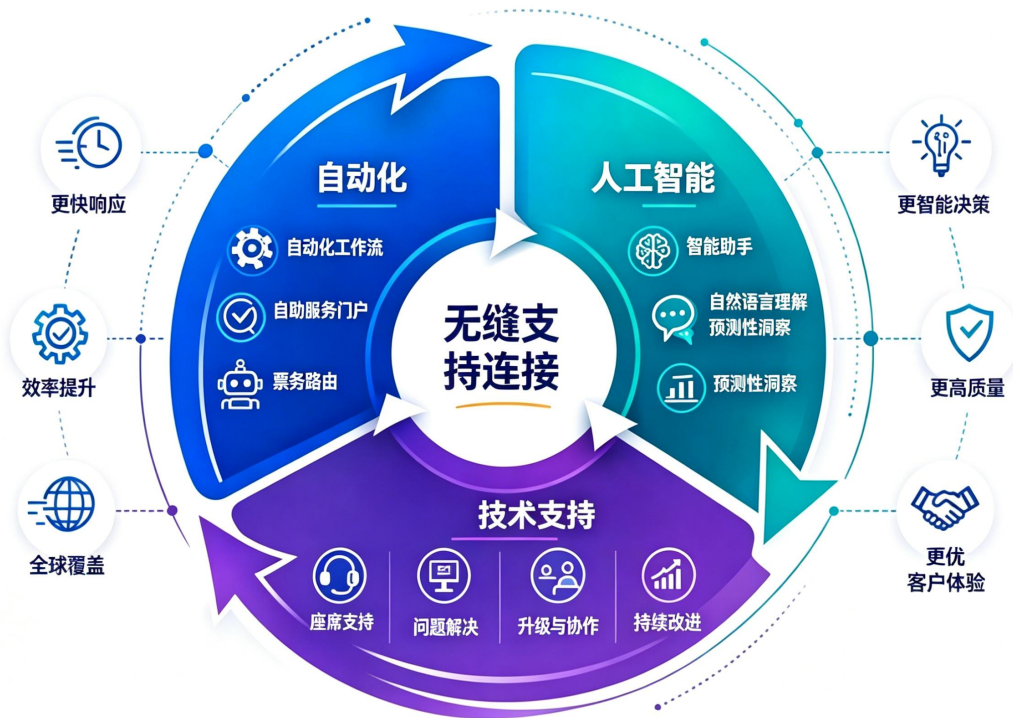 自动化
自动化工作流
自助服务门户
票务路由
人工智能
智能助手
自然语言理解
预测性洞察
预测性洞察
无缝支
持连接
技术支持
座席支持
问题解决
升级与协作
持续改进
更快响应
效率提升
全球覆盖
更智能决策
更高质量
更优
客户体验